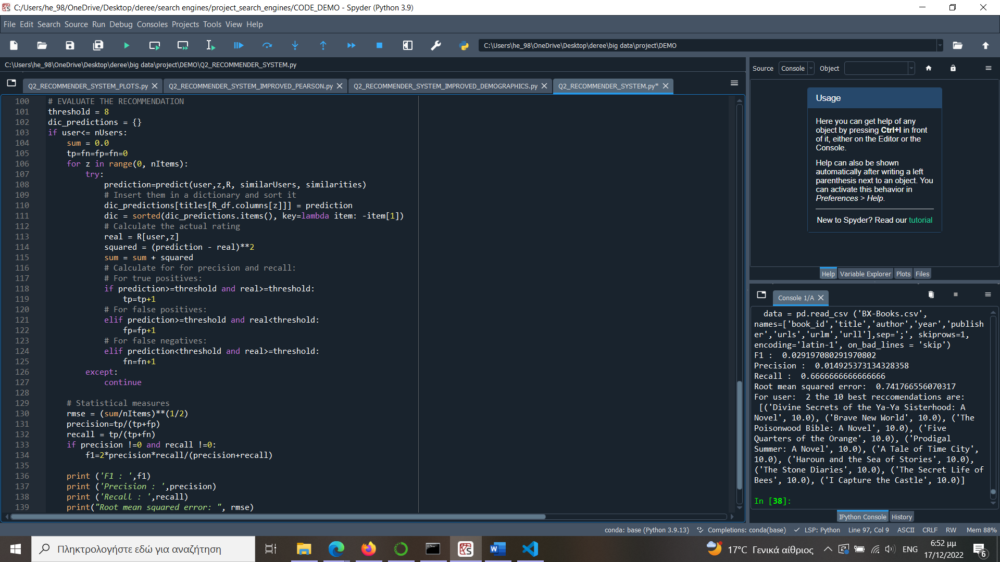 C:/Users/he_98/OneDrive/Desktop/deree/search engines/project_search_engines/CODE_DEMO - Spyder (Python 3.9)
File Edit Search Source Run Debug Consoles Projects Tools View Help
C:\Users\he_98\OneDrive\Desktop\deree\big data\project\DEMO
C:\Users\he_98\OneDrive\Desktop\deree\big data\project\DEMO\Q2_RECOMMENDER_SYSTEM.py
Q2_RECOMMENDER_SYSTEM_PLOTS.py Q2_RECOMMENDER_SYSTEM_IMPROVED_PEARSON.py Q2_RECOMMENDER_SYSTEM_IMPROVED_DEMOGRAPHICS.py Q2_RECOMMENDER_SYSTEM.py*
100 # EVALUATE THE RECOMMENDATION
101 threshold = 8
102 dic_predictions = {}
103 if user<= nUsers:
104 sum = 0.0
105 tp=fn=fp=fn=0
106 for z in range(0, nItems):
107 try:
108 prediction=predict(user,z,R, similarUsers, similarities)
109 # Insert them in a dictionary and sort it
110 dic_predictions[titles[R_df.columns[z]]] = prediction
111 dic = sorted(dic_predictions.items(), key=lambda item: -item[1])
112 # Calculate the actual rating
113 real = R[user,z]
114 squared = (prediction - real)**2
115 sum = sum + squared
116 # Calculate for for precision and recall:
117 # For true positives:
118 if prediction>=threshold and real>=threshold:
119 tp=tp+1
120 # For false positives:
121 elif prediction>=threshold and real<threshold:
122 fp=fp+1
123 # For false negatives:
124 elif prediction<threshold and real>=threshold:
125 fn=fn+1
126 except:
127 continue
128
129 # Statistical measures
130 rmse = (sum/nItems)**(1/2)
131 precision=tp/(tp+fp)
132 recall = tp/(tp+fn)
133 if precision !=0 and recall !=0:
134 f1=2*precision*recall/(precision+recall)
135
136 print ('F1 : ',f1)
137 print ('Precision : ',precision)
138 print ('Recall : ',recall)
139 print("Root mean squared error: ", rmse)
Source Console Object
Usage
Here you can get help of any
object by pressing Ctrl+I in front
of it, either on the Editor or the
Console.
Help can also be shown
automatically after writing a left
parenthesis next to an object. You
can activate this behavior in
Preferences > Help.
New to Spyder? Read our tutorial
Help Variable Explorer Plots Files
Console 1/A
data = pd.read_csv ('BX-Books.csv',
names=['book_id','title','author','year','publish
er','urls','urlm','urll'],sep=';', skiprows=1,
encoding='latin-1', on_bad_lines = 'skip')
F1 :  0.029197080291970802
Precision :  0.014925373134328358
Recall :  0.6666666666666666
Root mean squared error:  0.741766556070317
For user:  2 the 10 best reccomendations are:
[('Divine Secrets of the Ya-Ya Sisterhood: A
Novel', 10.0), ('Brave New World', 10.0), ('The
Poisonwood Bible: A Novel', 10.0), ('Five
Quarters of the Orange', 10.0), ('Prodigal
Summer: A Novel', 10.0), ('A Tale of Time City',
10.0), ('Haroun and the Sea of Stories', 10.0),
('The Stone Diaries', 10.0), ('The Secret Life of
Bees', 10.0), ('I Capture the Castle', 10.0)]
In [38]:
IPython Console History
conda: base (Python 3.9.13) Completions: conda(base) LSP: Python Line 97, Col 9 ASCII CRLF RW Mem 88%
Πληκτρολογήστε εδώ για αναζήτηση
17°C Γενικά αίθριος
ENG
6:52 μμ
17/12/2022
6